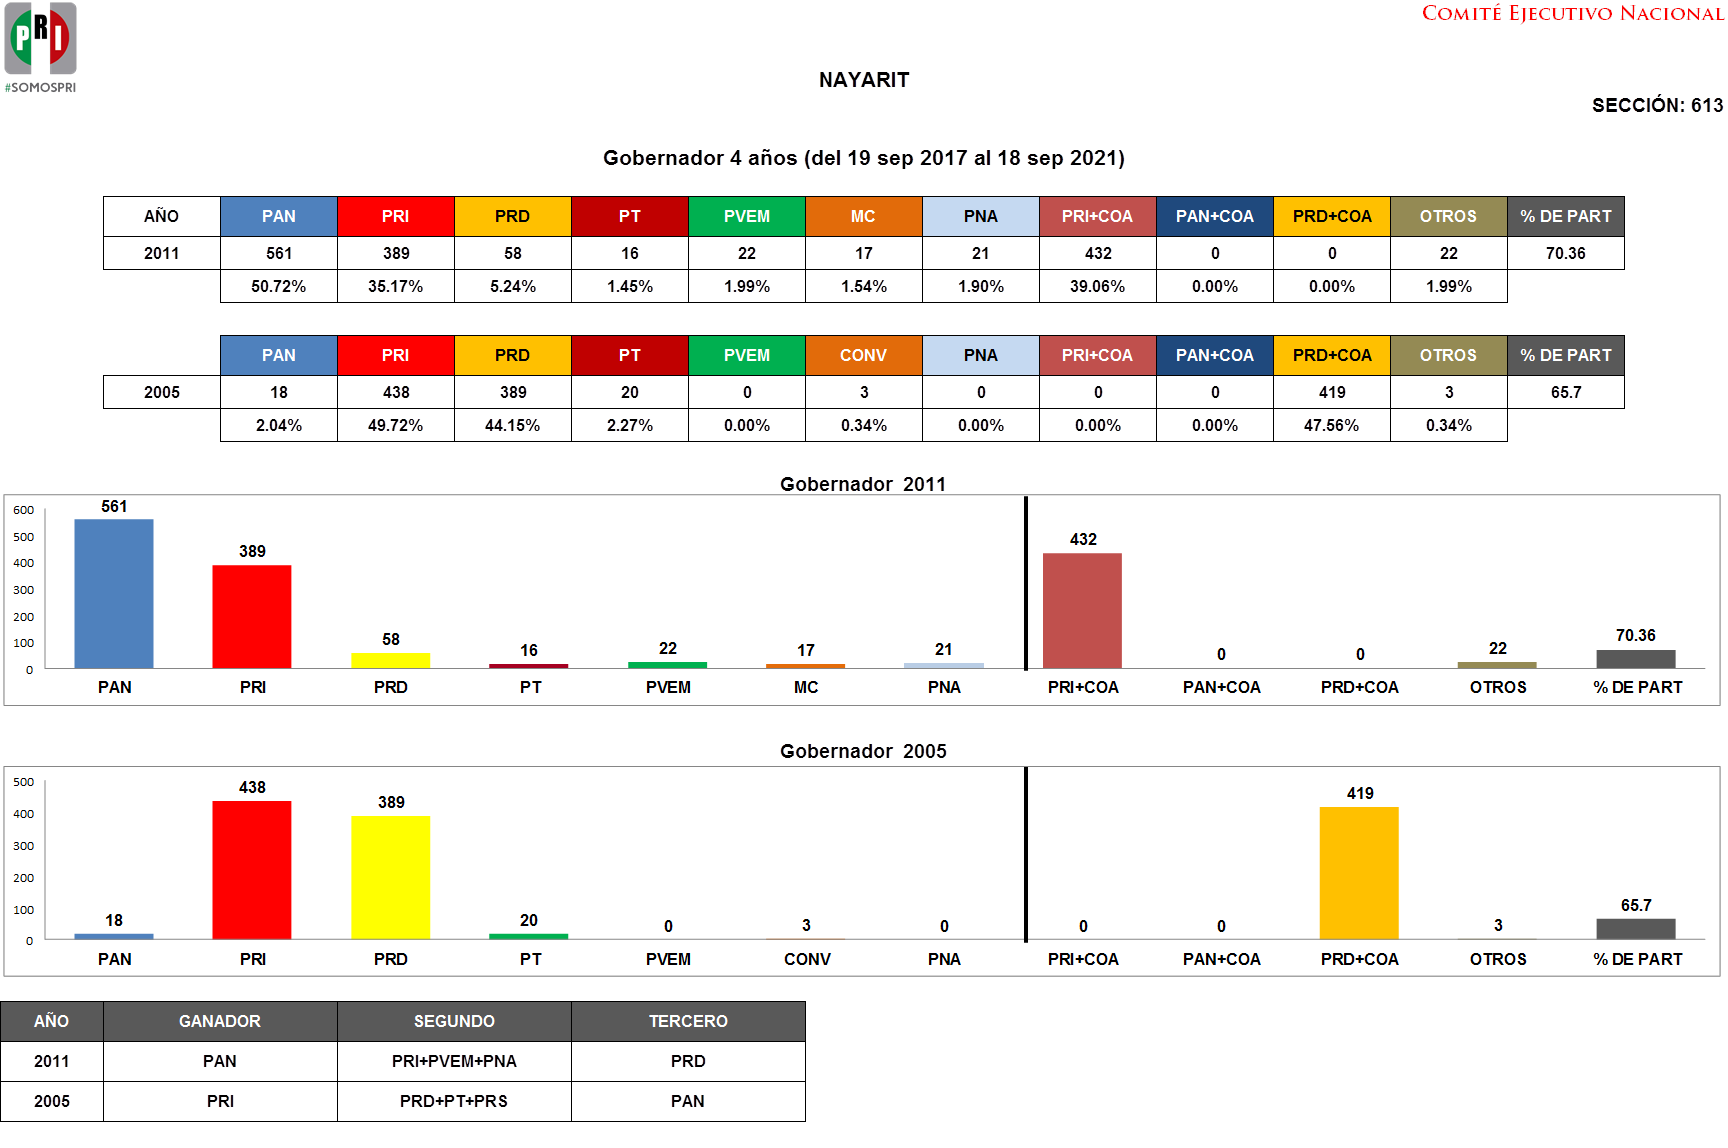 PRI
#SOMOSPRI
COMITÉ EJECUTIVO NACIONAL
NAYARIT
SECCIÓN: 613
Gobernador 4 años (del 19 sep 2017 al 18 sep 2021)
AÑO PAN PRI PRD PT PVEM MC PNA PRI+COA PAN+COA PRD+COA OTROS % DE PART
2011 561 389 58 16 22 17 21 432 0 0 22 70.36
50.72% 35.17% 5.24% 1.45% 1.99% 1.54% 1.90% 39.06% 0.00% 0.00% 1.99%
PAN PRI PRD PT PVEM CONV PNA PRI+COA PAN+COA PRD+COA OTROS % DE PART
2005 18 438 389 20 0 3 0 0 0 419 3 65.7
2.04% 49.72% 44.15% 2.27% 0.00% 0.34% 0.00% 0.00% 0.00% 47.56% 0.34%
Gobernador 2011
600
500
400
300
200
100
0
561 389 58 16 22 17 21 432 0 0 22 70.36
PAN PRI PRD PT PVEM MC PNA PRI+COA PAN+COA PRD+COA OTROS % DE PART
Gobernador 2005
500
400
300
200
100
0
18 438 389 20 0 3 0 0 0 419 3 65.7
PAN PRI PRD PT PVEM CONV PNA PRI+COA PAN+COA PRD+COA OTROS % DE PART
AÑO GANADOR SEGUNDO TERCERO
2011 PAN PRI+PVEM+PNA PRD
2005 PRI PRD+PT+PRS PAN